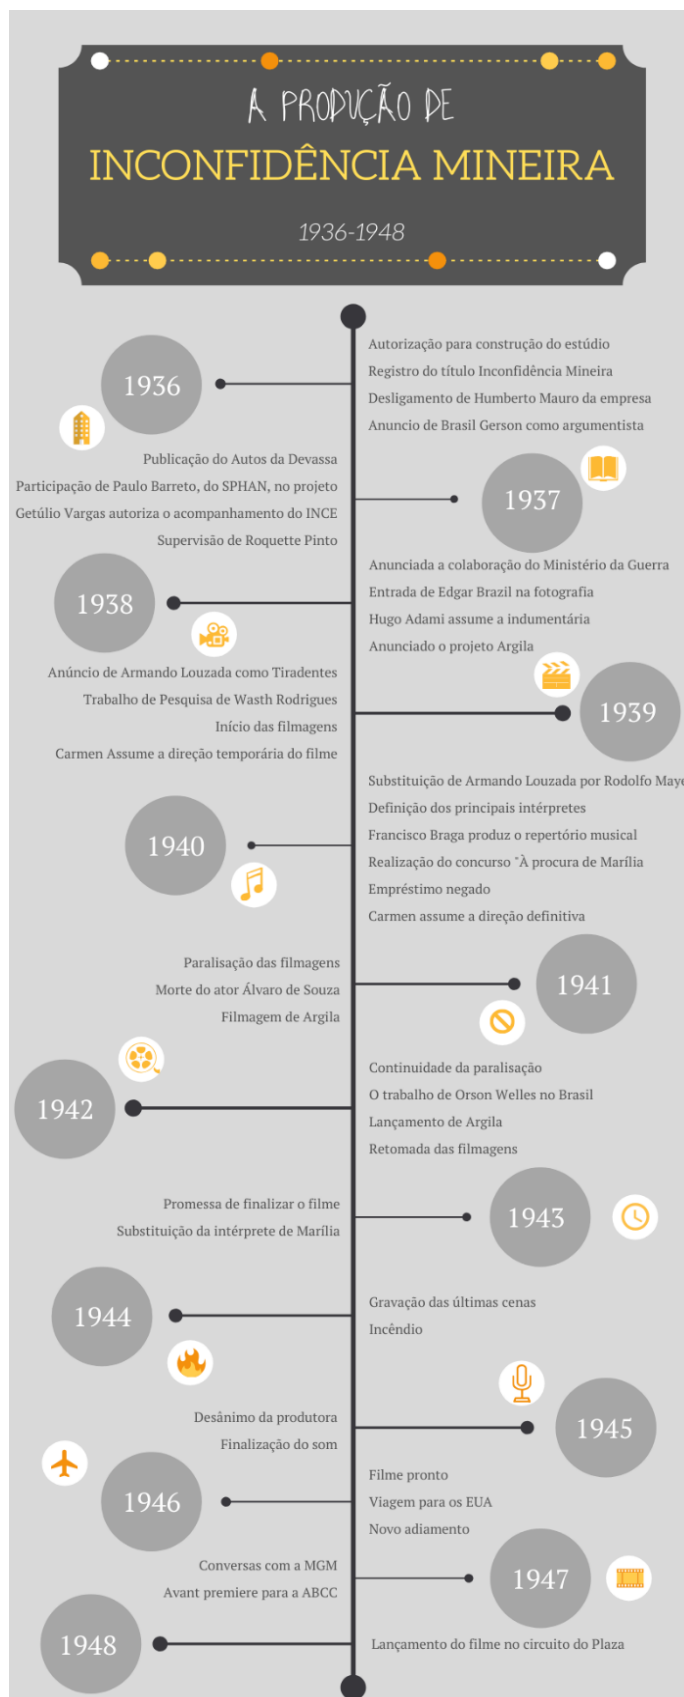 A PRODUÇÃO DE
INCONFIDÊNCIA MINEIRA
1936-1948
1936
Autorização para construção do estúdio
Registro do título Inconfidência Mineira
Desligamento de Humberto Mauro da empresa
Anuncio de Brasil Gerson como argumentista
1937
Publicação do Autos da Devassa
Participação de Paulo Barreto, do SPHAN, no projeto
Getúlio Vargas autoriza o acompanhamento do INCE
Supervisão de Roquette Pinto
1938
Anunciada a colaboração do Ministério da Guerra
Entrada de Edgar Brazil na fotografia
Hugo Adami assume a indumentária
Anunciado o projeto Argila
1939
Anúncio de Armando Louzada como Tiradentes
Trabalho de Pesquisa de Wasth Rodrigues
Início das filmagens
Carmen Assume a direção temporária do filme
1940
Substituição de Armando Louzada por Rodolfo Maye
Definição dos principais intérpretes
Francisco Braga produz o repertório musical
Realização do concurso "À procura de Marília
Empréstimo negado
Carmen assume a direção definitiva
1941
Paralisação das filmagens
Morte do ator Álvaro de Souza
Filmagem de Argila
1942
Continuidade da paralisação
O trabalho de Orson Welles no Brasil
Lançamento de Argila
Retomada das filmagens
1943
Promessa de finalizar o filme
Substituição da intérprete de Marília
1944
Gravação das últimas cenas
Incêndio
1945
Desânimo da produtora
Finalização do som
1946
Filme pronto
Viagem para os EUA
Novo adiamento
1947
Conversas com a MGM
Avant premiere para a ABCC
1948
Lançamento do filme no circuito do Plaza